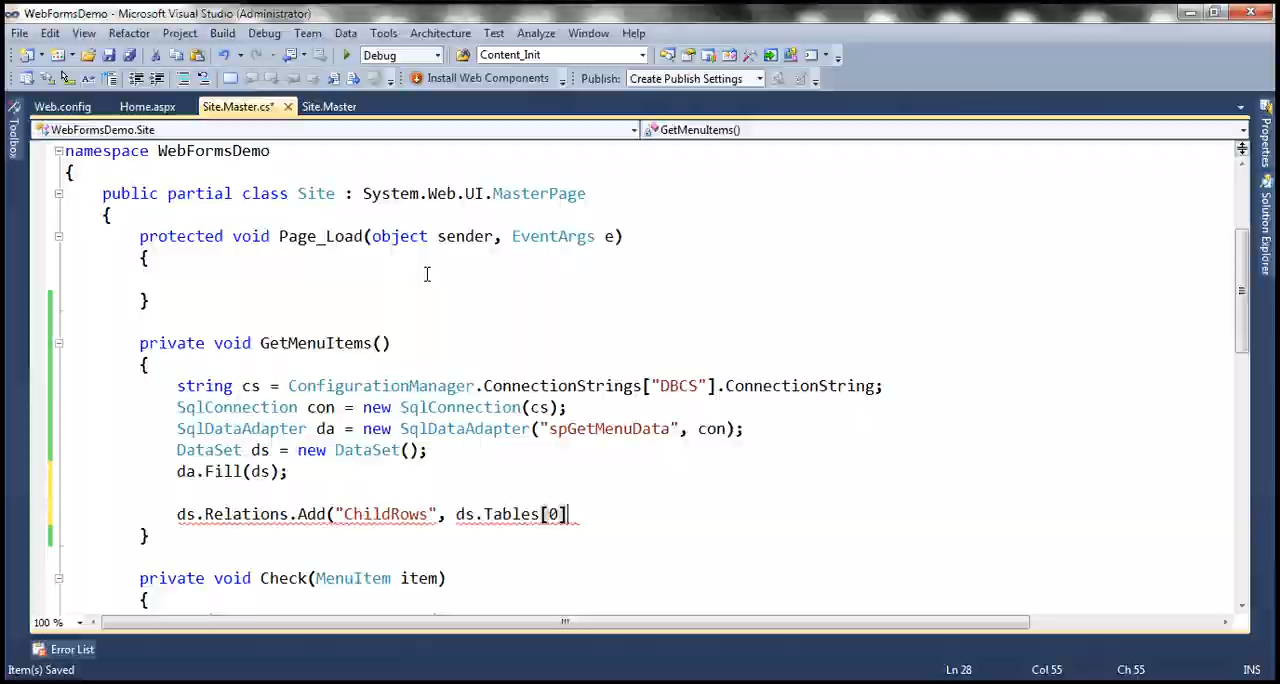 WebFormsDemo - Microsoft Visual Studio (Administrator)
File Edit View Refactor Project Build Debug Team Data Tools Architecture Test Analyze Window Help
Debug Content_Init
Install Web Components Publish: Create Publish Settings
Web.config Home.aspx Site.Master.cs* Site.Master
WebFormsDemo.Site GetMenuItems()
Toolbox
Properties
Solution Explorer
namespace WebFormsDemo
{
public partial class Site : System.Web.UI.MasterPage
{
protected void Page_Load(object sender, EventArgs e)
{
}
private void GetMenuItems()
{
string cs = ConfigurationManager.ConnectionStrings["DBCS"].ConnectionString;
SqlConnection con = new SqlConnection(cs);
SqlDataAdapter da = new SqlDataAdapter("spGetMenuData", con);
DataSet ds = new DataSet();
da.Fill(ds);
ds.Relations.Add("ChildRows", ds.Tables[0]
}
private void Check(MenuItem item)
{
100 %
Error List
Item(s) Saved Ln 28 Col 55 Ch 55 INS